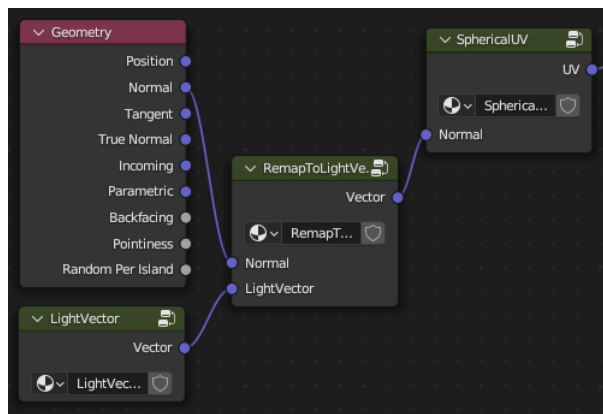 Geometry
Position
Normal
Tangent
True Normal
Incoming
Parametric
Backfacing
Pointiness
Random Per Island
LightVector
Vector
LightVec...
RemapToLightVe..
Vector
RemapT...
Normal
LightVector
SphericalUV
UV
Spherica...
Normal